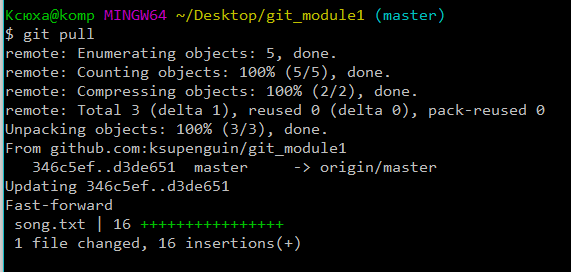 Ксюха@komp MINGW64 ~/Desktop/git_module1 (master)
$ git pull
remote: Enumerating objects: 5, done.
remote: Counting objects: 100% (5/5), done.
remote: Compressing objects: 100% (2/2), done.
remote: Total 3 (delta 1), reused 0 (delta 0), pack-reused 0
Unpacking objects: 100% (3/3), done.
From github.com:ksupenguin/git_module1
   346c5ef..d3de651  master     -> origin/master
Updating 346c5ef..d3de651
Fast-forward
 song.txt | 16 ++++++++++++++++
 1 file changed, 16 insertions(+)